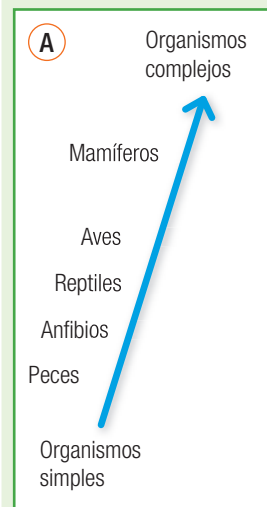 A
Organismos
complejos
Mamíferos
Aves
Reptiles
Anfibios
Peces
Organismos
simples